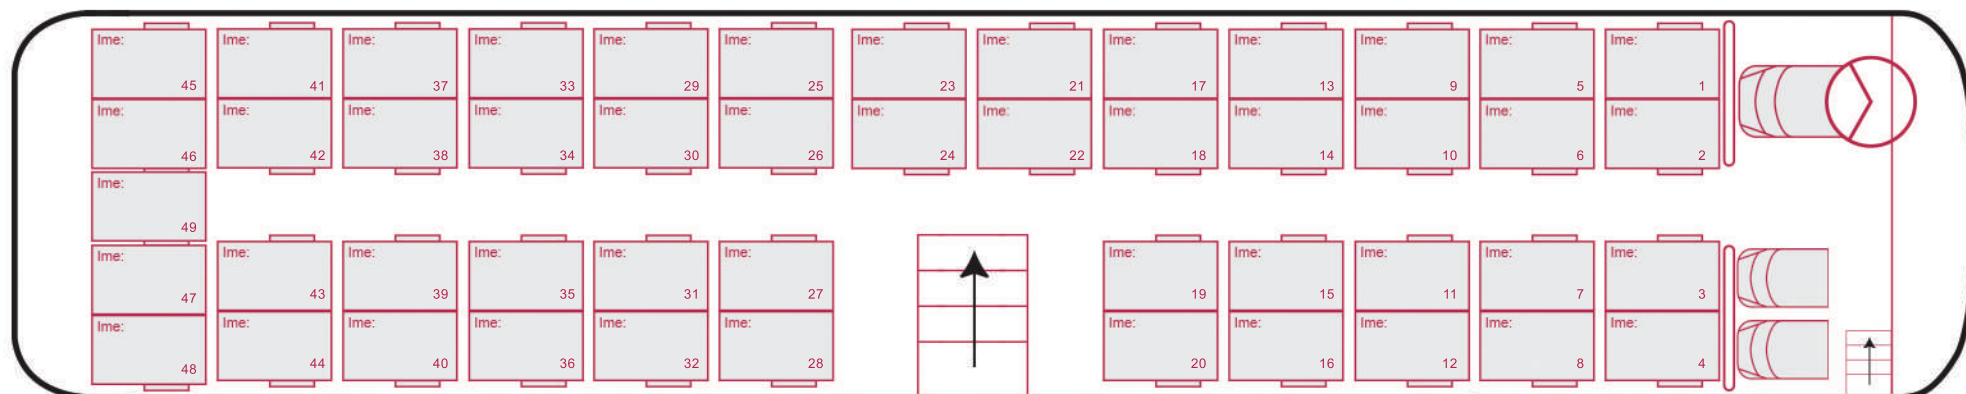 Ime: Ime: Ime: Ime: Ime: Ime: Ime: Ime: Ime: Ime: Ime: Ime: Ime:
45 41 37 33 29 25 23 21 17 13 9 5 1
Ime: Ime: Ime: Ime: Ime: Ime: Ime: Ime: Ime: Ime: Ime: Ime: Ime:
46 42 38 34 30 26 24 22 18 14 10 6 2
Ime:
49
Ime: Ime: Ime: Ime: Ime: Ime: Ime: Ime: Ime: Ime: Ime:
47 43 39 35 31 27 19 15 11 7 3
Ime: Ime: Ime: Ime: Ime: Ime: Ime: Ime: Ime: Ime: Ime:
48 44 40 36 32 28 20 16 12 8 4